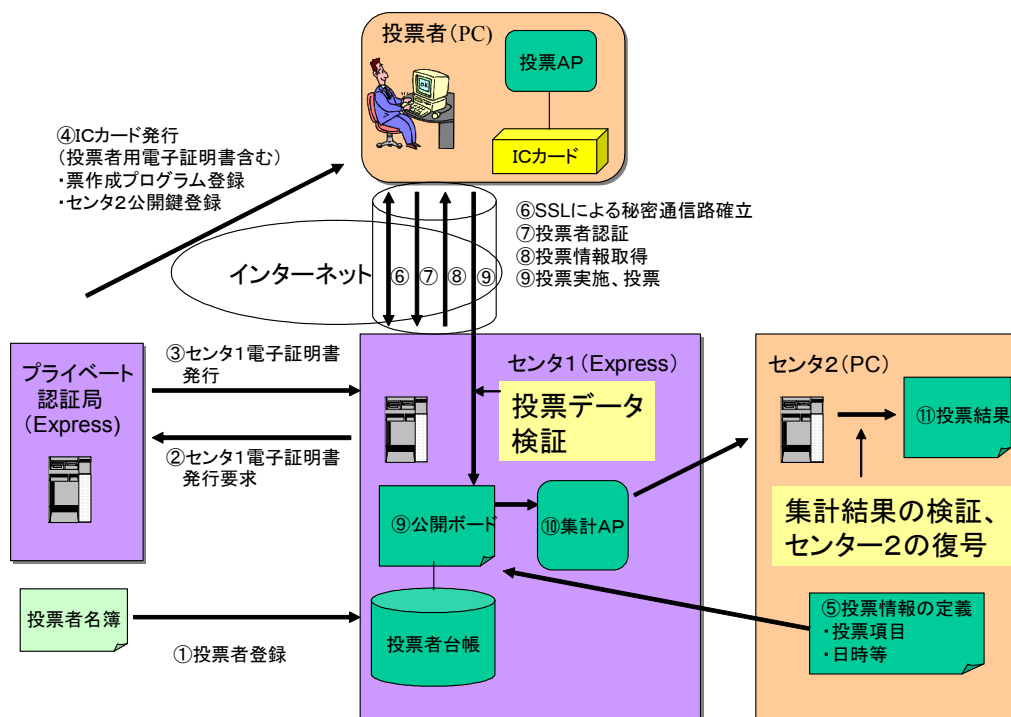 投票者(PC)
投票AP
ICカード
④ICカード発行
(投票者用電子証明書含む)
・票作成プログラム登録
・センタ2公開鍵登録
⑥SSLによる秘密通信路確立
⑦投票者認証
⑧投票情報取得
⑨投票実施、投票
インターネット
⑥
⑦
⑧
⑨
プライベート
認証局
(Express)
③センタ1電子証明書
発行
②センタ1電子証明書
発行要求
センタ1(Express)
投票データ
検証
⑨公開ボード
⑩集計AP
投票者台帳
投票者名簿
①投票者登録
センタ2(PC)
⑪投票結果
集計結果の検証、
センター2の復号
⑤投票情報の定義
・投票項目
・日時等